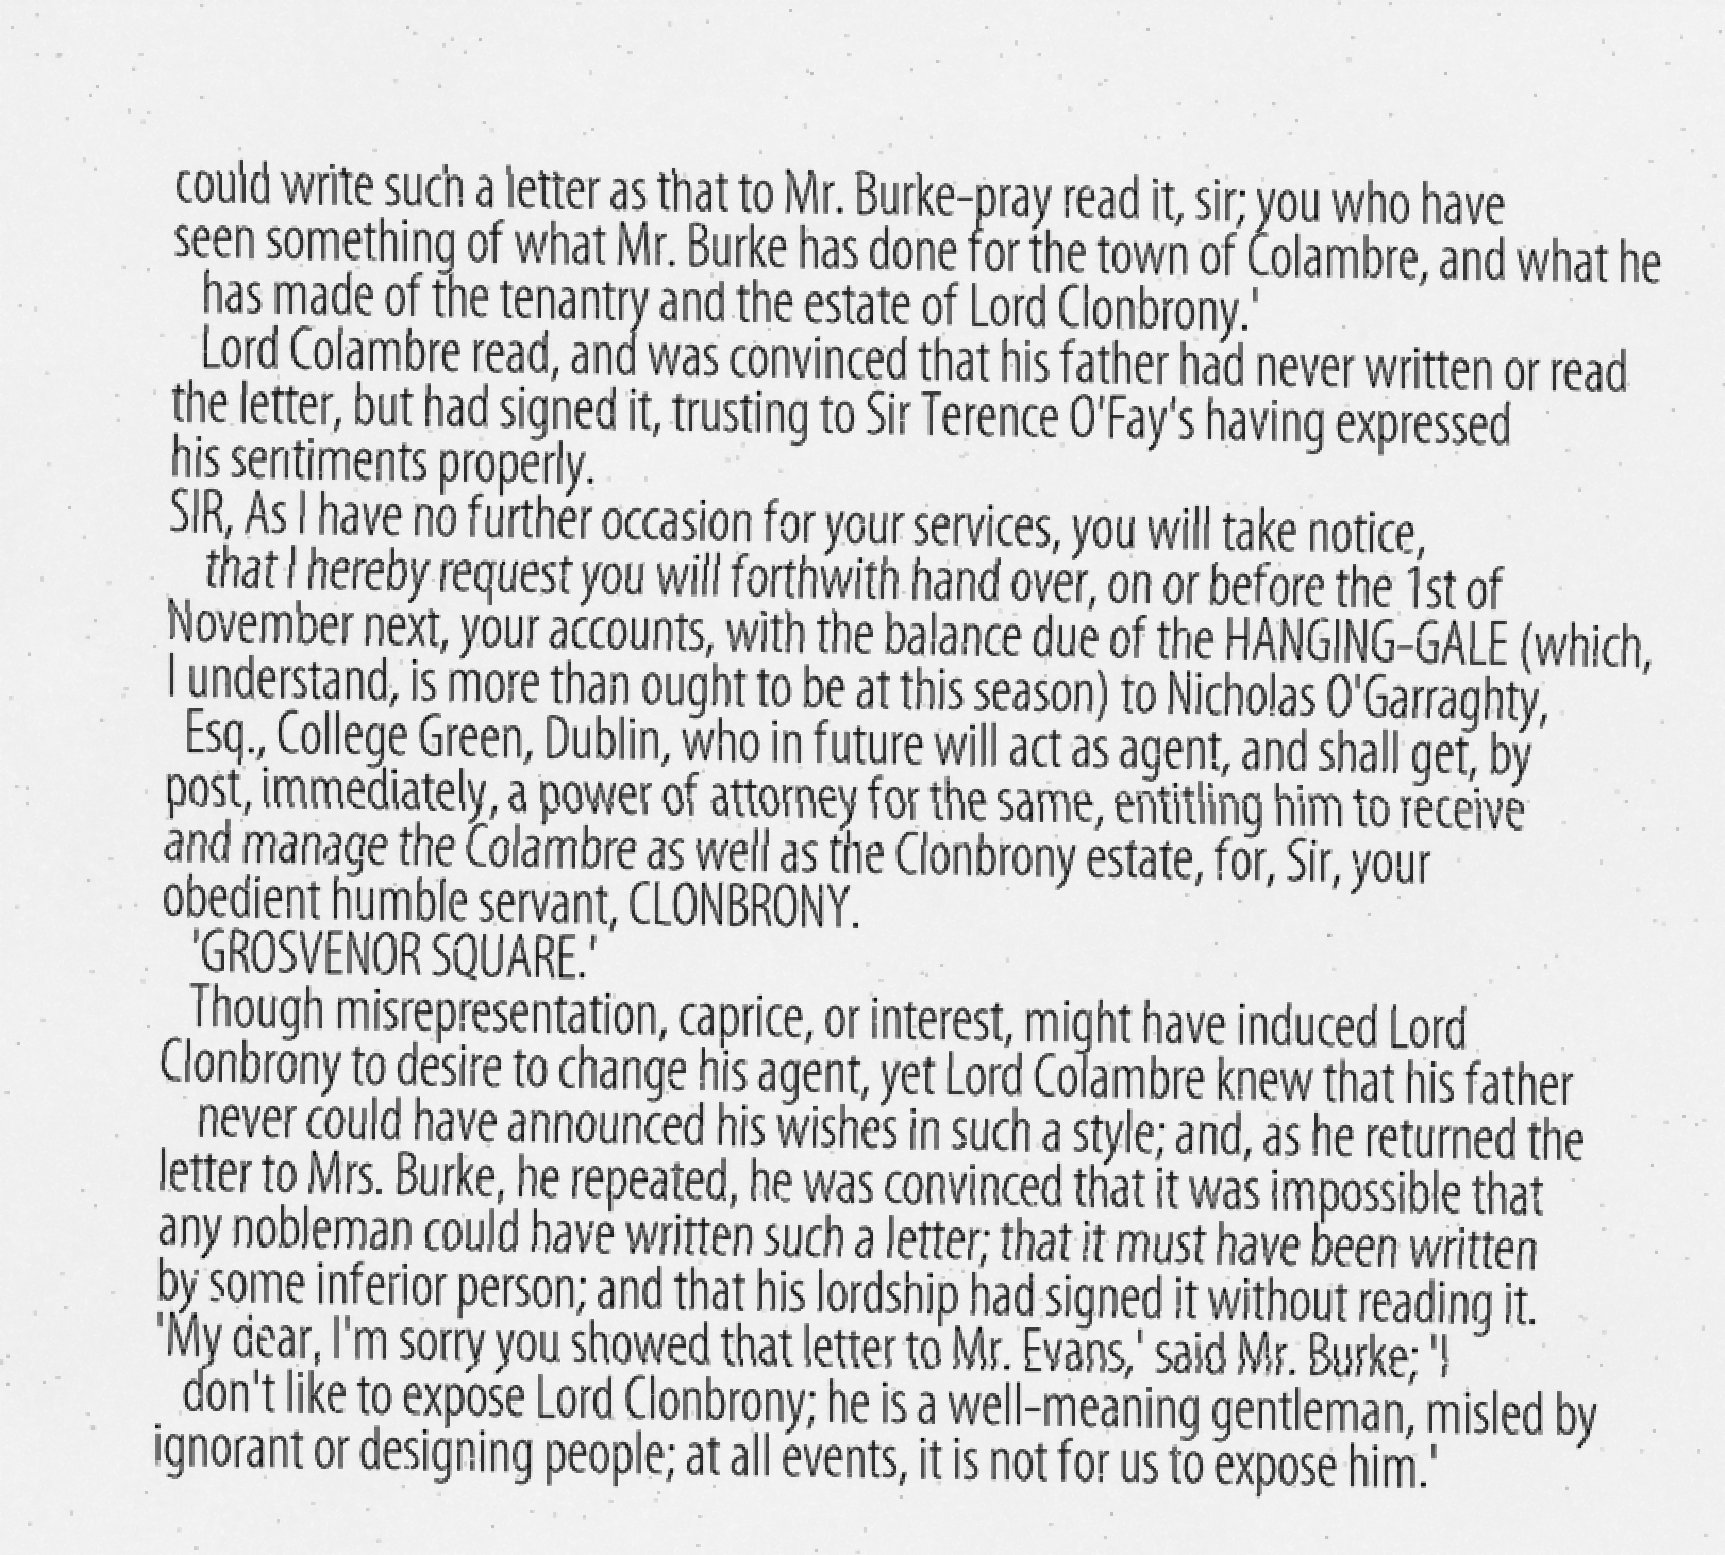 could write such a letter as that to Mr. Burke-pray read it, sir; you who have
seen something of what Mr. Burke has done for the town of Colambre, and what he
has made of the tenantry and the estate of Lord Clonbrony.'
Lord Colambre read, and was convinced that his father had never written or read
the letter, but had signed it, trusting to Sir Terence O'Fay's having expressed
his sentiments properly.
SIR, As I have no further occasion for your services, you will take notice,
that I hereby request you will forthwith hand over, on or before the 1st of
November next, your accounts, with the balance due of the HANGING-GALE (which,
I understand, is more than ought to be at this season) to Nicholas O'Garraghty,
Esq., College Green, Dublin, who in future will act as agent, and shall get, by
post, immediately, a power of attorney for the same, entitling him to receive
and manage the Colambre as well as the Clonbrony estate, for, Sir, your
obedient humble servant, CLONBRONY.
'GROSVENOR SQUARE.'
Though misrepresentation, caprice, or interest, might have induced Lord
Clonbrony to desire to change his agent, yet Lord Colambre knew that his father
never could have announced his wishes in such a style; and, as he returned the
letter to Mrs. Burke, he repeated, he was convinced that it was impossible that
any nobleman could have written such a letter; that it must have been written
by some inferior person; and that his lordship had signed it without reading it.
'My dear, I'm sorry you showed that letter to Mr. Evans,' said Mr. Burke; 'I
don't like to expose Lord Clonbrony; he is a well-meaning gentleman, misled by
ignorant or designing people; at all events, it is not for us to expose him.'